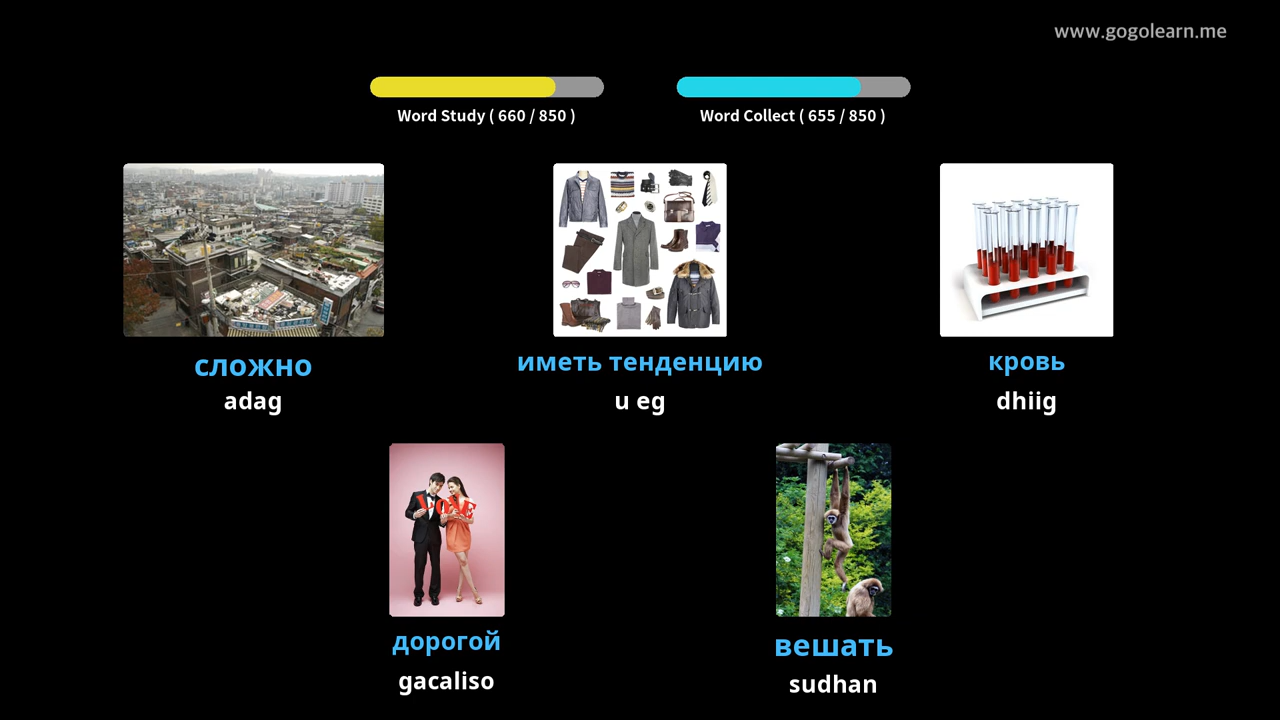 www.gogolearn.me
Word Study ( 660 / 850 )
Word Collect ( 655 / 850 )
сложно
adag
иметь тенденцию
u eg
кровь
dhiig
дорогой
gacaliso
вешать
sudhan